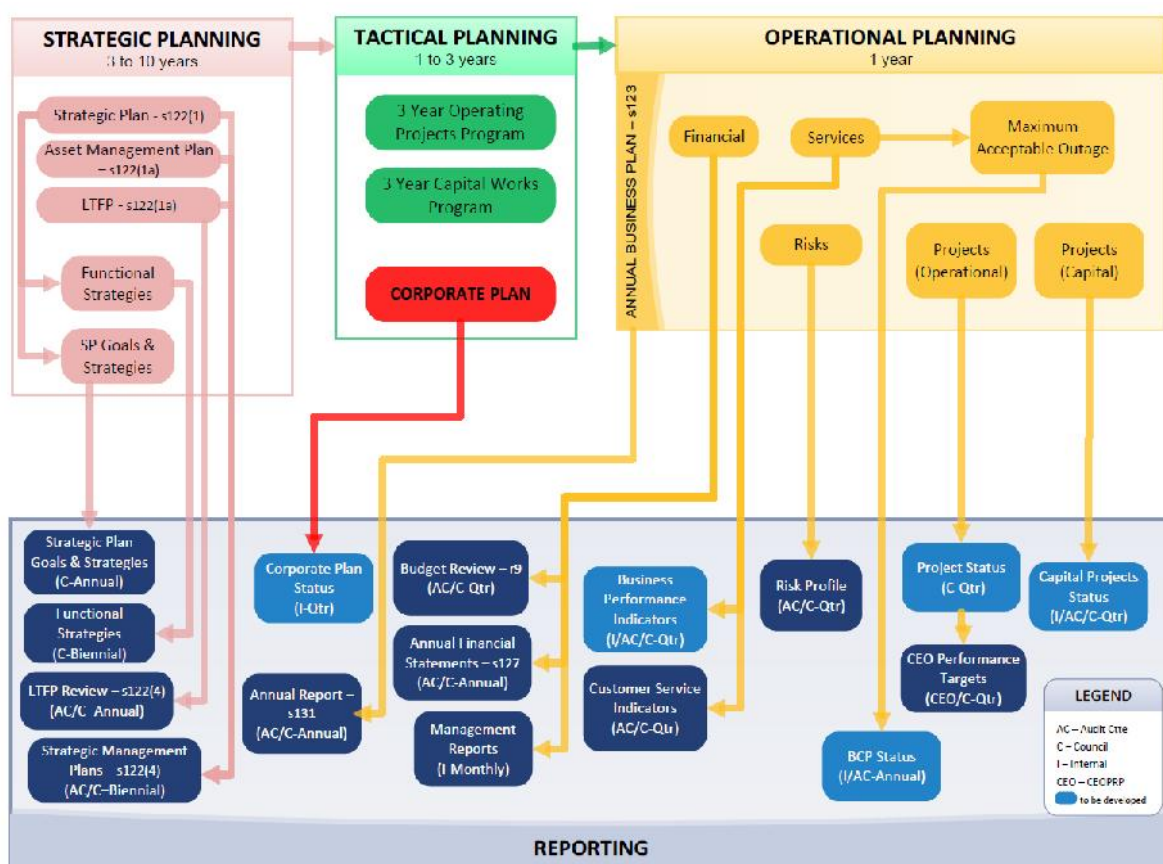 STRATEGIC PLANNING
3 to 10 years
Strategic Plan - s122(1)
Asset Management Plan
– s122(1a)
LTFP - s122(1a)
Functional
Strategies
SP Goals &
Strategies
TACTICAL PLANNING
1 to 3 years
3 Year Operating
Projects Program
3 Year Capital Works
Program
CORPORATE PLAN
OPERATIONAL PLANNING
1 year
ANNUAL BUSINESS PLAN – s123
Financial
Services
Maximum
Acceptable Outage
Risks
Projects
(Operational)
Projects
(Capital)
Strategic Plan
Goals & Strategies
(C-Annual)
Functional
Strategies
(C-Biennial)
LTFP Review – s122(4)
(AC/C Annual)
Strategic Management
Plans – s122(4)
(AC/C–Biennial)
Corporate Plan
Status
(I-Qtr)
Annual Report –
s131
(AC/C-Annual)
Budget Review – r9
(AC/C Qtr)
Annual Financial
Statements – s127
(AC/C-Annual)
Management
Reports
(I Monthly)
Business
Performance
Indicators
(I/AC/C-Qtr)
Customer Service
Indicators
(AC/C-Qtr)
Risk Profile
(AC/C-Qtr)
BCP Status
(I/AC-Annual)
Project Status
(C Qtr)
CEO Performance
Targets
(CEO/C-Qtr)
Capital Projects
Status
(I/AC/C-Qtr)
LEGEND
AC – Audit Ctte
C – Council
I – Internal
CEO – CEOPRP
to be developed
REPORTING